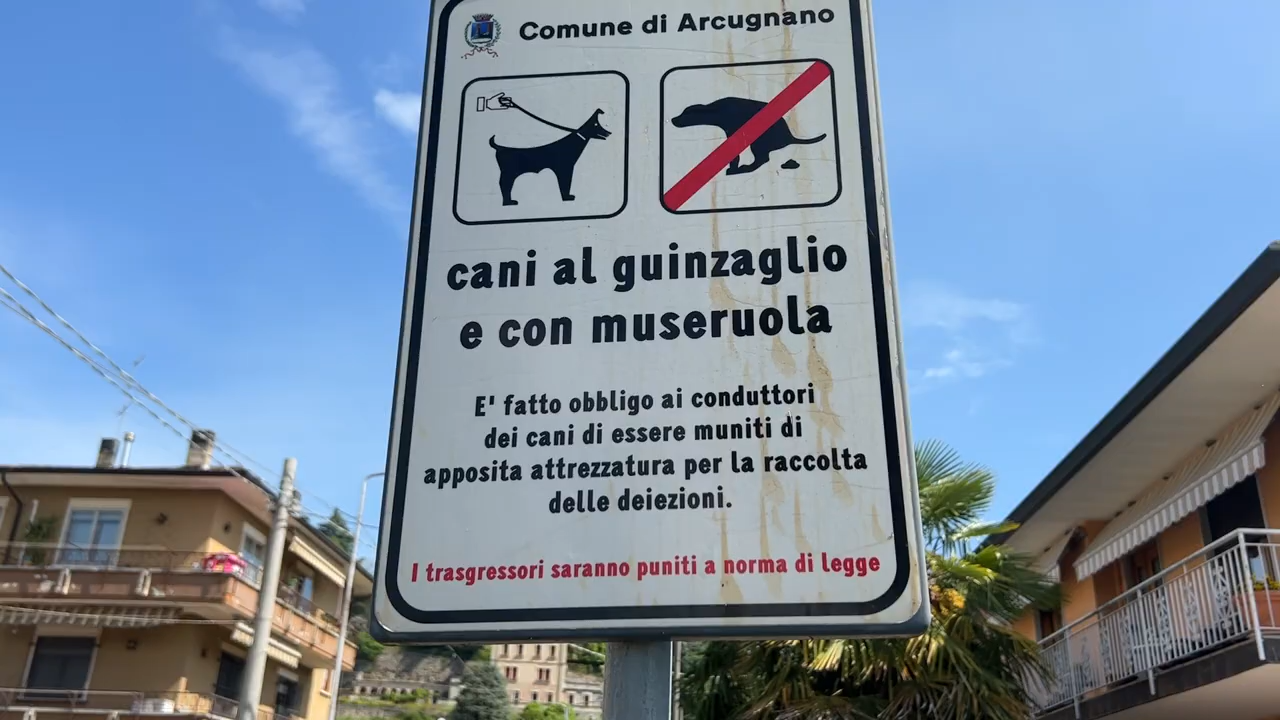 Comune di Arcugnano
cani al guinzaglio
e con museruola
E' fatto obbligo ai conduttori
dei cani di essere muniti di
apposita attrezzatura per la raccolta
delle deiezioni.
I trasgressori saranno puniti a norma di legge